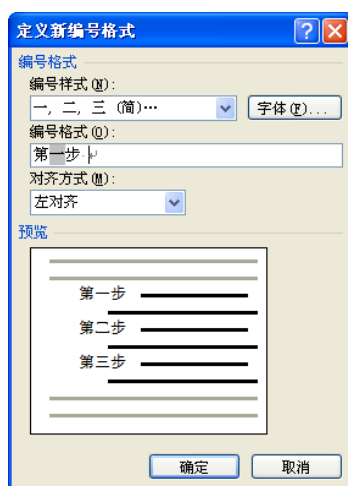 定义新编号格式
编号格式
编号样式(N):
一, 二, 三 (简)…
字体(F)...
编号格式(O):
第一步
对齐方式(M):
左对齐
预览
第一步
第二步
第三步
确定
取消